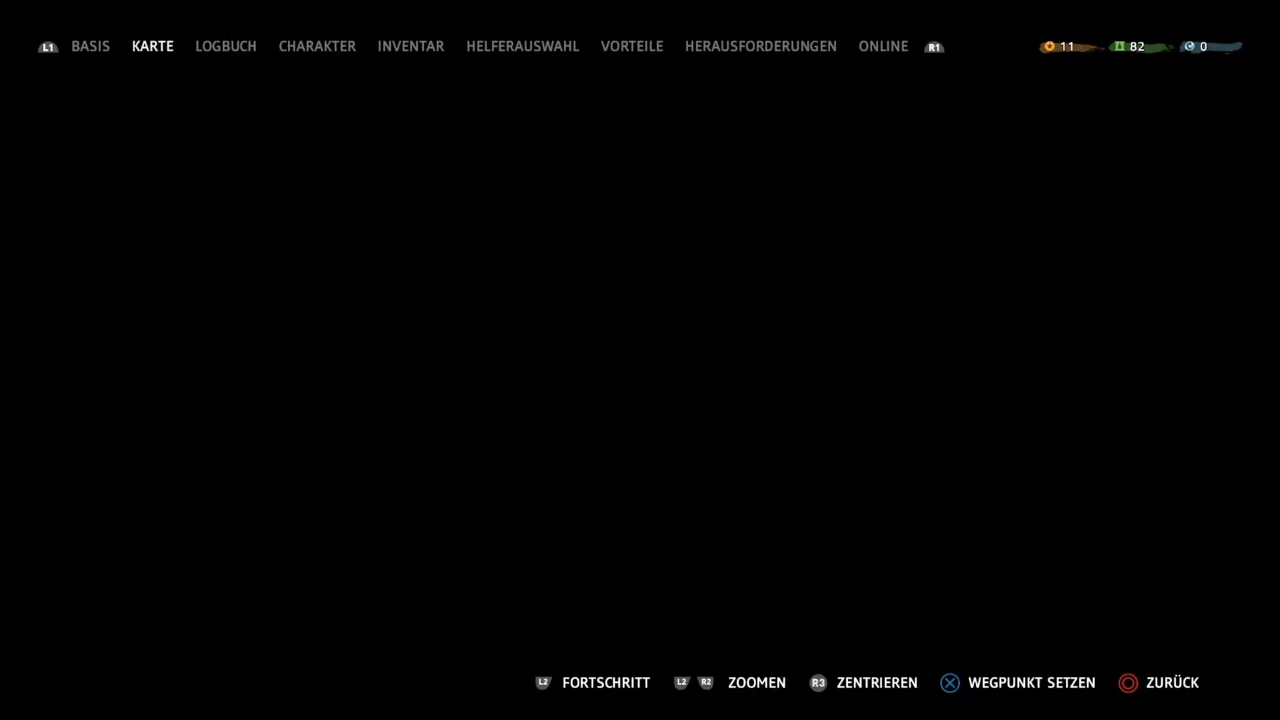 L1 BASIS KARTE LOGBUCH CHARAKTER INVENTAR HELFERAUSWAHL VORTEILE HERAUSFORDERUNGEN ONLINE R1 11 82 0
L2 FORTSCHRITT L2 R2 ZOOMEN R3 ZENTRIEREN WEGPUNKT SETZEN ZURÜCK